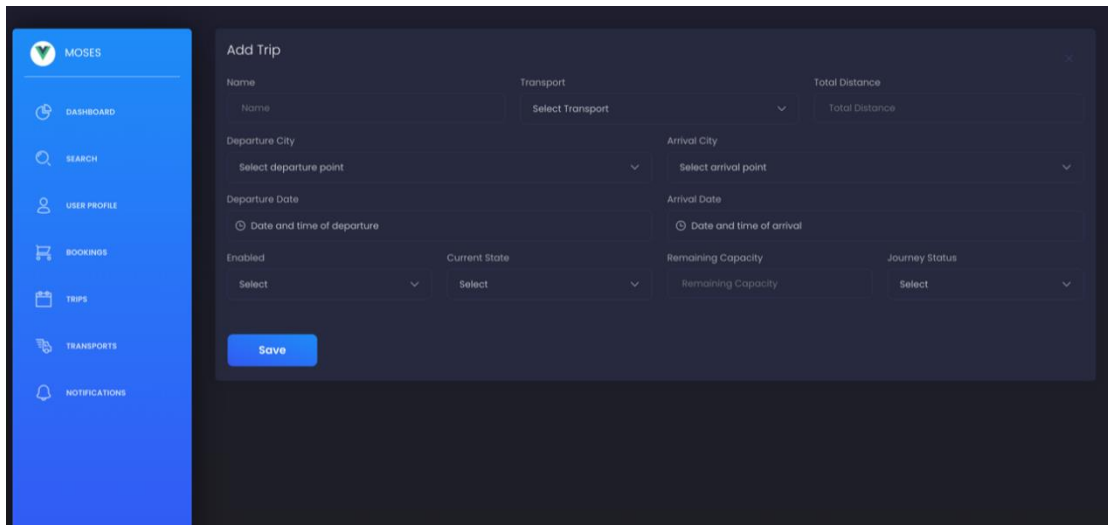 MOSES
DASHBOARD
SEARCH
USER PROFILE
BOOKINGS
TRIPS
TRANSPORTS
NOTIFICATIONS
Add Trip
Name Transport Total Distance
Name Select Transport Total Distance
Departure City Arrival City
Select departure point Select arrival point
Departure Date Arrival Date
Date and time of departure Date and time of arrival
Enabled Current State Remaining Capacity Journey Status
Select Select Remaining Capacity Select
Save